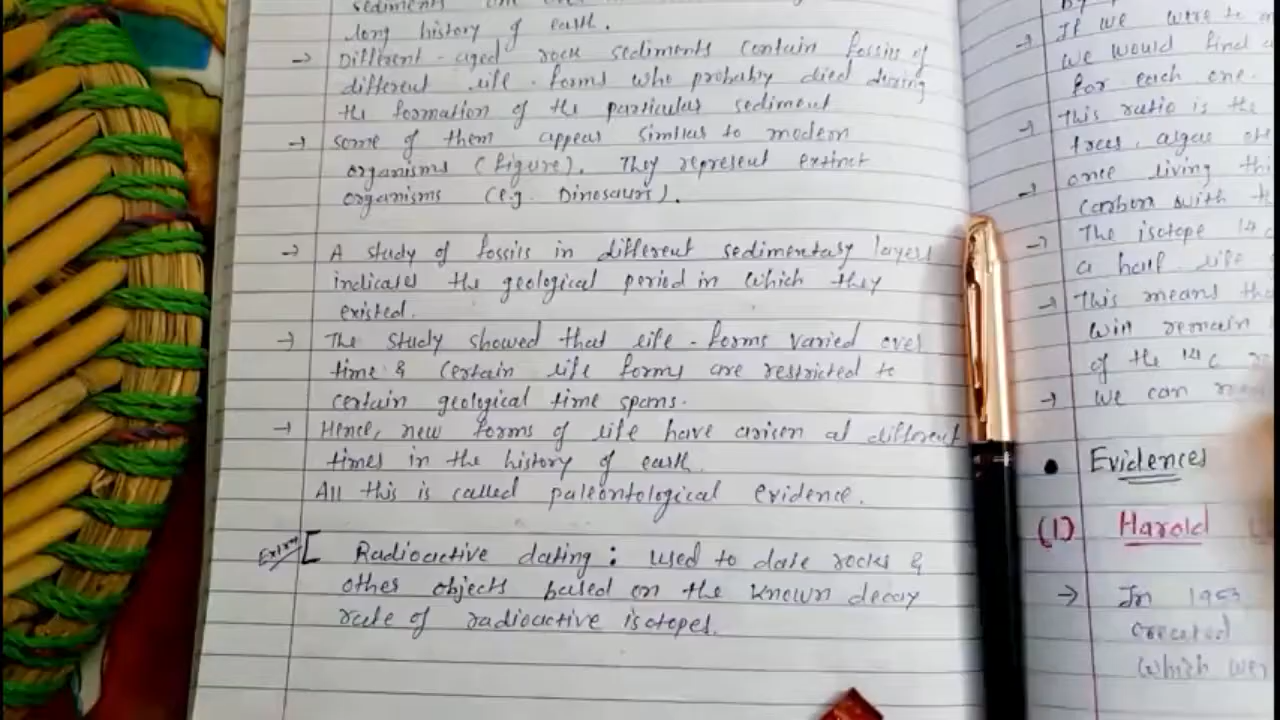 sediments
long history of earth.
→ Different-aged rock sediments contain fossils of
different life-forms who probably died during
the formation of the particular sediment
→ some of them appear similar to modern
organisms (figure). They represent extinct
organisms (e.g. Dinosaurs).
→ A study of fossils in different sedimentary layers
indicates the geological period in which they
existed.
→ The study showed that life-forms varied over
time & certain life forms are restricted to
certain geological time spans.
→ Hence, new forms of life have arisen at different
times in the history of earth.
All this is called paleontological evidence.
Extra [ Radioactive dating: used to date rocks &
other objects based on the known decay
rate of radioactive isotopes.
→ If we were to
we would find
for each one.
→ This ratio is the
trees, algae
→ once living
carbon with
→ The isotope 14
a half-life
→ This means
will remain
of the 14C
→ we can
• Evidences
(1) Harold
→ In 1953
created
which